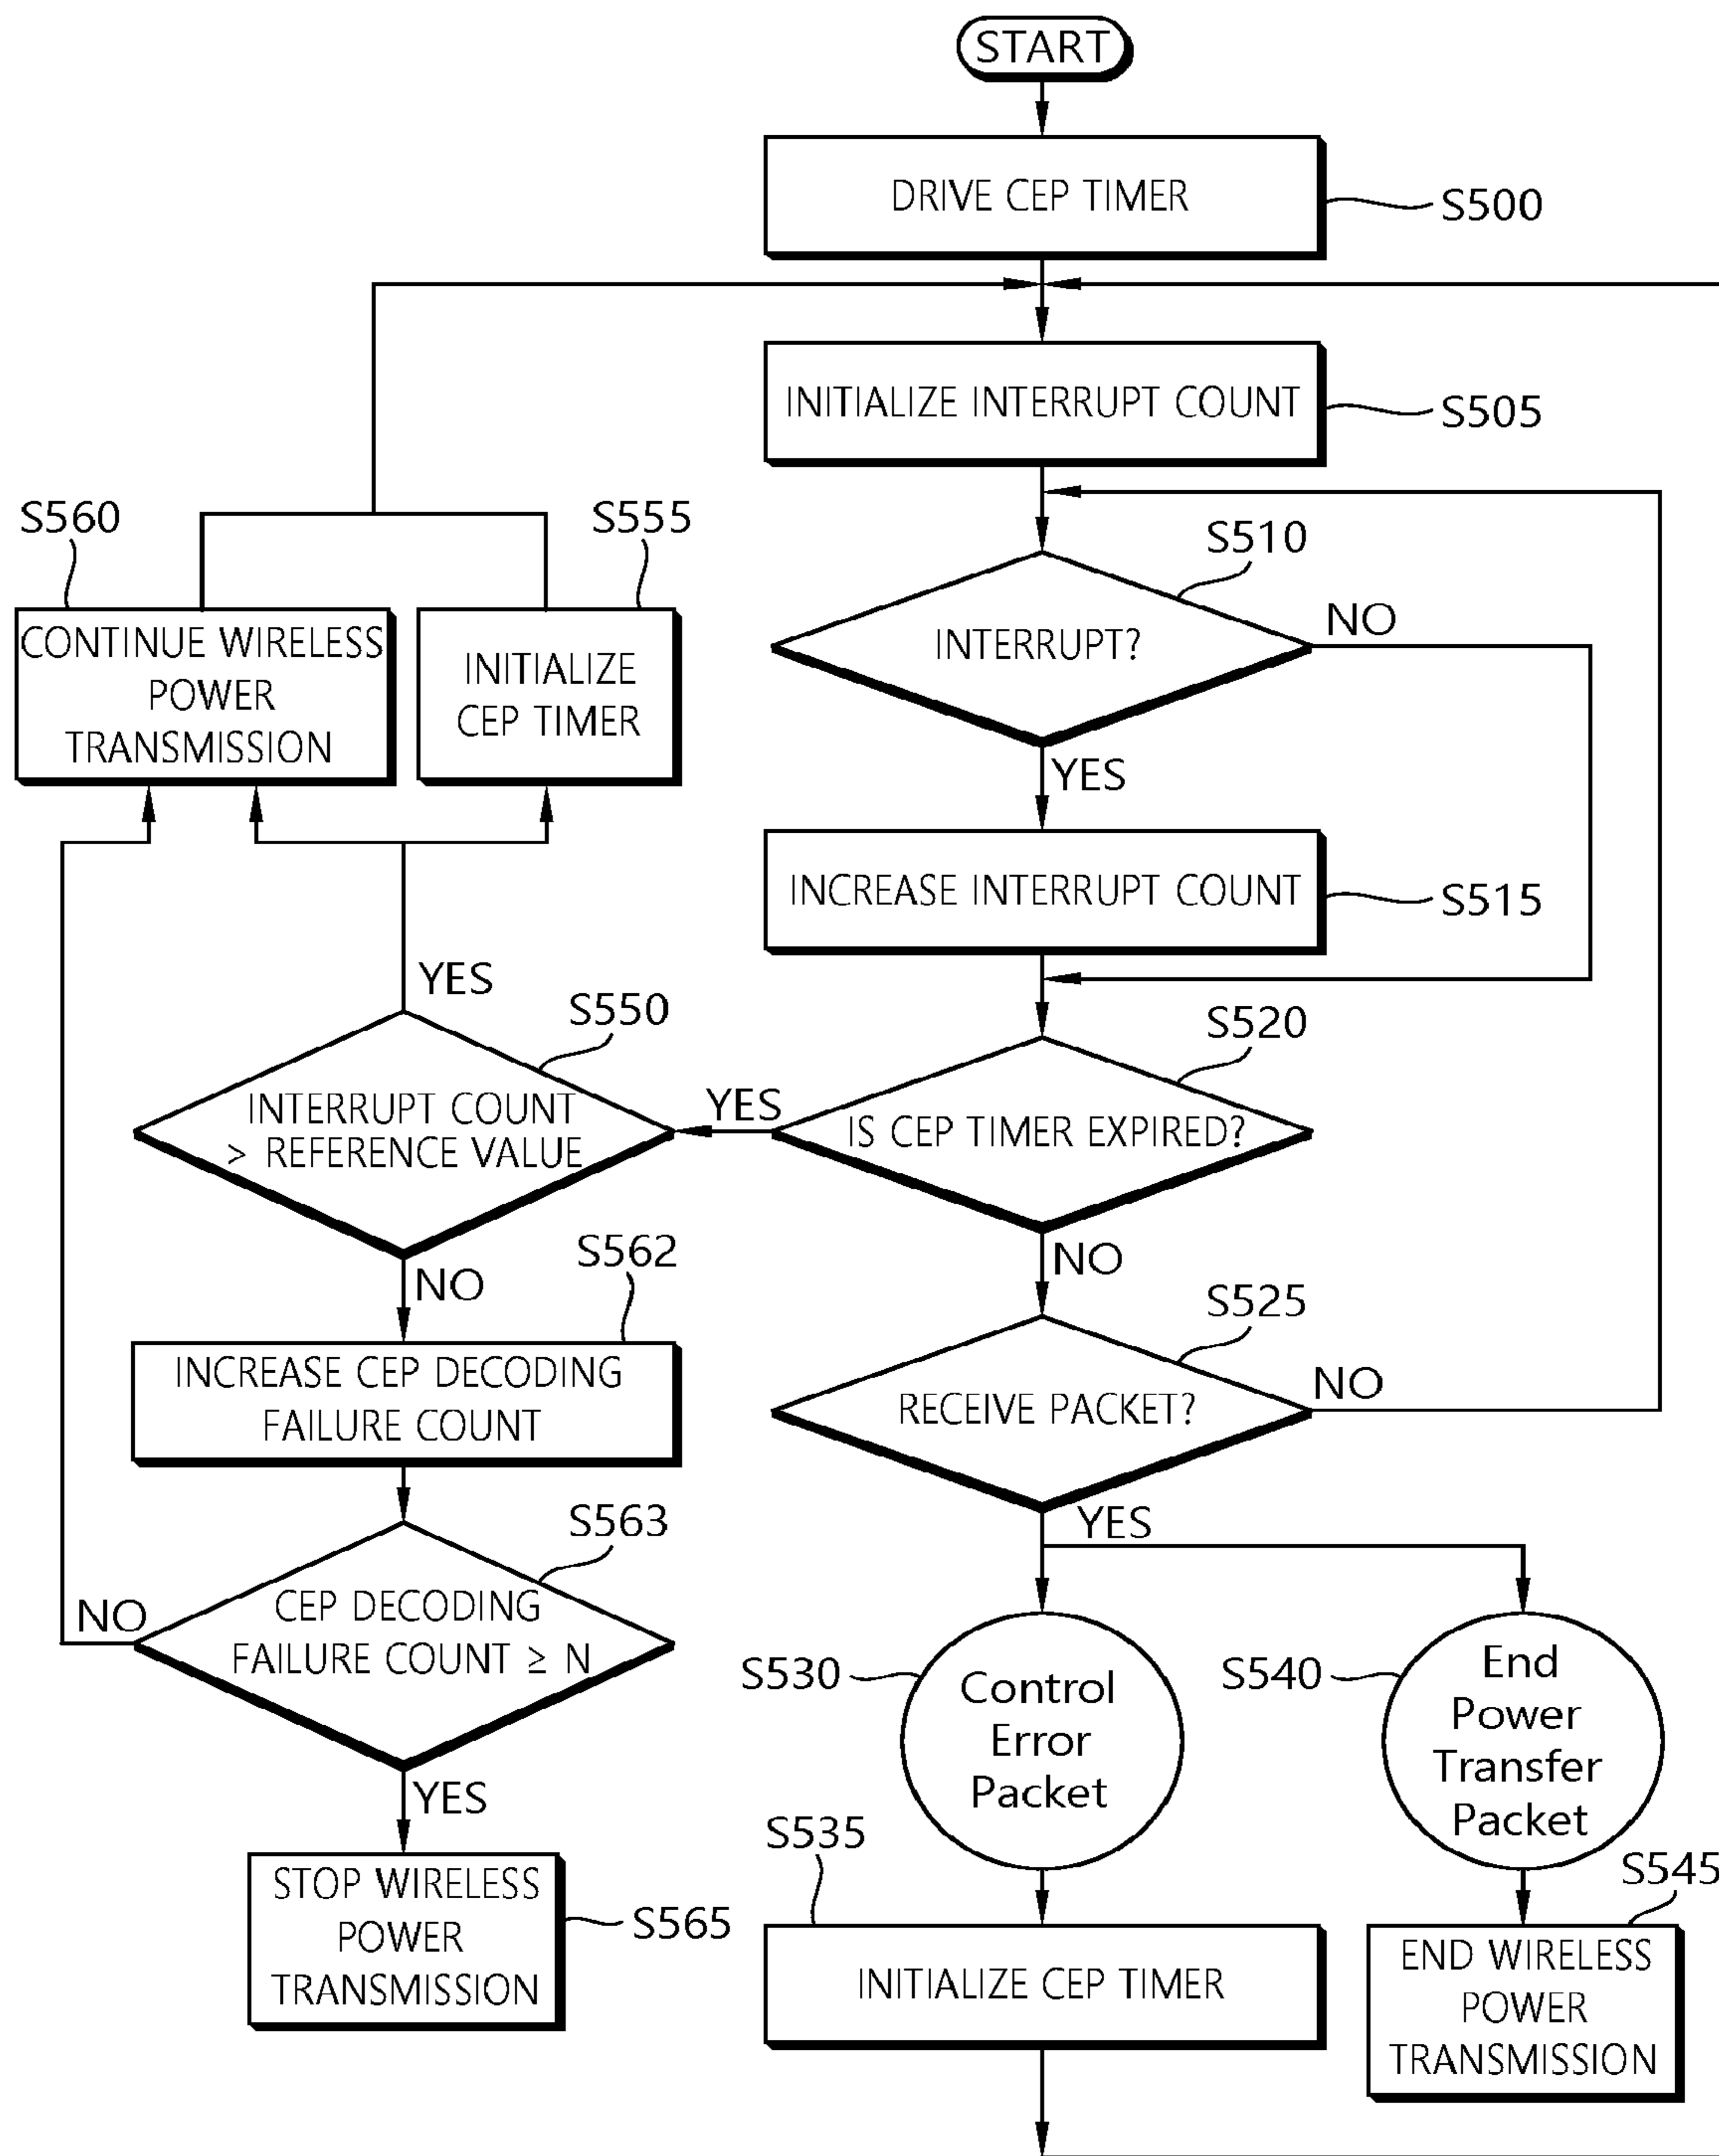 START
DRIVE CEP TIMER
S500
INITIALIZE INTERRUPT COUNT
S505
S560
S555
CONTINUE WIRELESS
POWER
TRANSMISSION
INITIALIZE
CEP TIMER
S510
INTERRUPT?
NO
YES
INCREASE INTERRUPT COUNT
S515
YES
S550
INTERRUPT COUNT
> REFERENCE VALUE
YES
S520
IS CEP TIMER EXPIRED?
NO
NO
S562
INCREASE CEP DECODING
FAILURE COUNT
S525
RECEIVE PACKET?
NO
YES
S563
CEP DECODING
FAILURE COUNT ≥ N
NO
YES
STOP WIRELESS
POWER
TRANSMISSION
S565
S530
Control
Error
Packet
S540
End
Power
Transfer
Packet
S535
INITIALIZE CEP TIMER
S545
END WIRELESS
POWER
TRANSMISSION